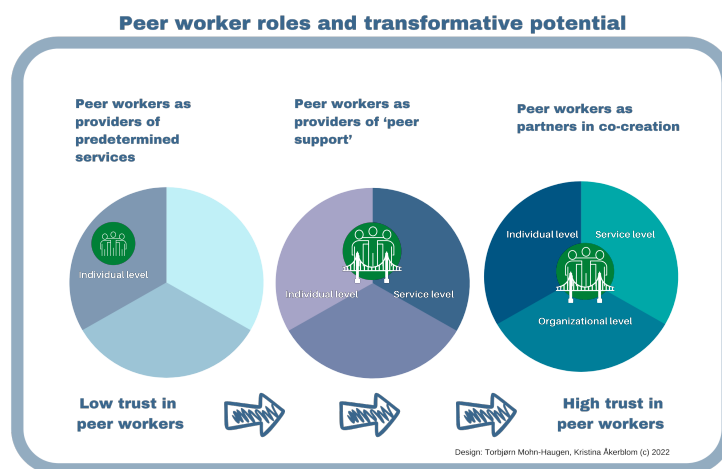 Peer worker roles and transformative potential
Peer workers as
providers of
predetermined
services
Peer workers as
providers of ‘peer
support’
Peer workers as
partners in co-creation
Individual level
Individual level
Service level
Individual level
Service level
Organizational level
Low trust in
peer workers
High trust in
peer workers
Design: Torbjørn Mohn-Haugen, Kristina Åkerblom (c) 2022